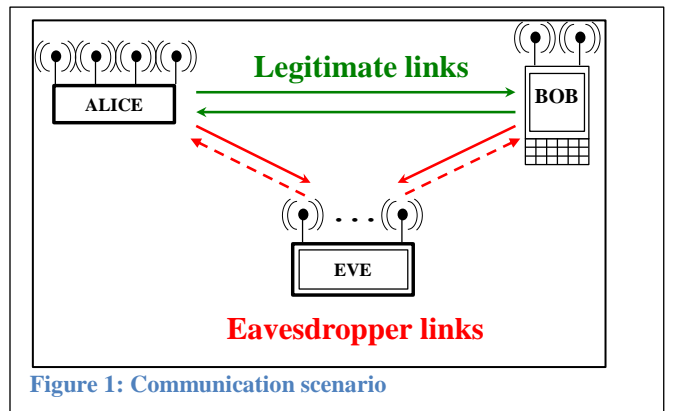 Legitimate links
ALICE
BOB
. . .
EVE
Eavesdropper links
Figure 1: Communication scenario